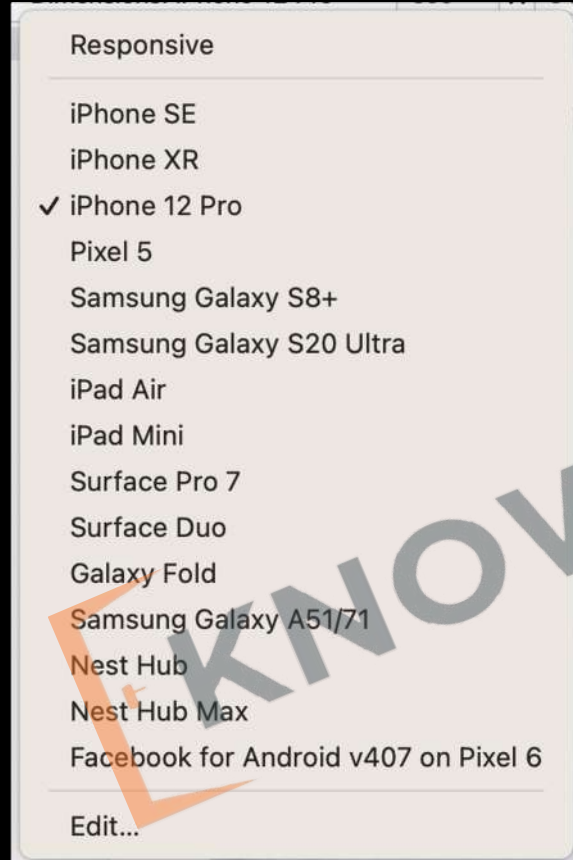 Responsive
iPhone SE
iPhone XR
✓ iPhone 12 Pro
Pixel 5
Samsung Galaxy S8+
Samsung Galaxy S20 Ultra
iPad Air
iPad Mini
Surface Pro 7
Surface Duo
Galaxy Fold
Samsung Galaxy A51/71
Nest Hub
Nest Hub Max
Facebook for Android v407 on Pixel 6
Edit...